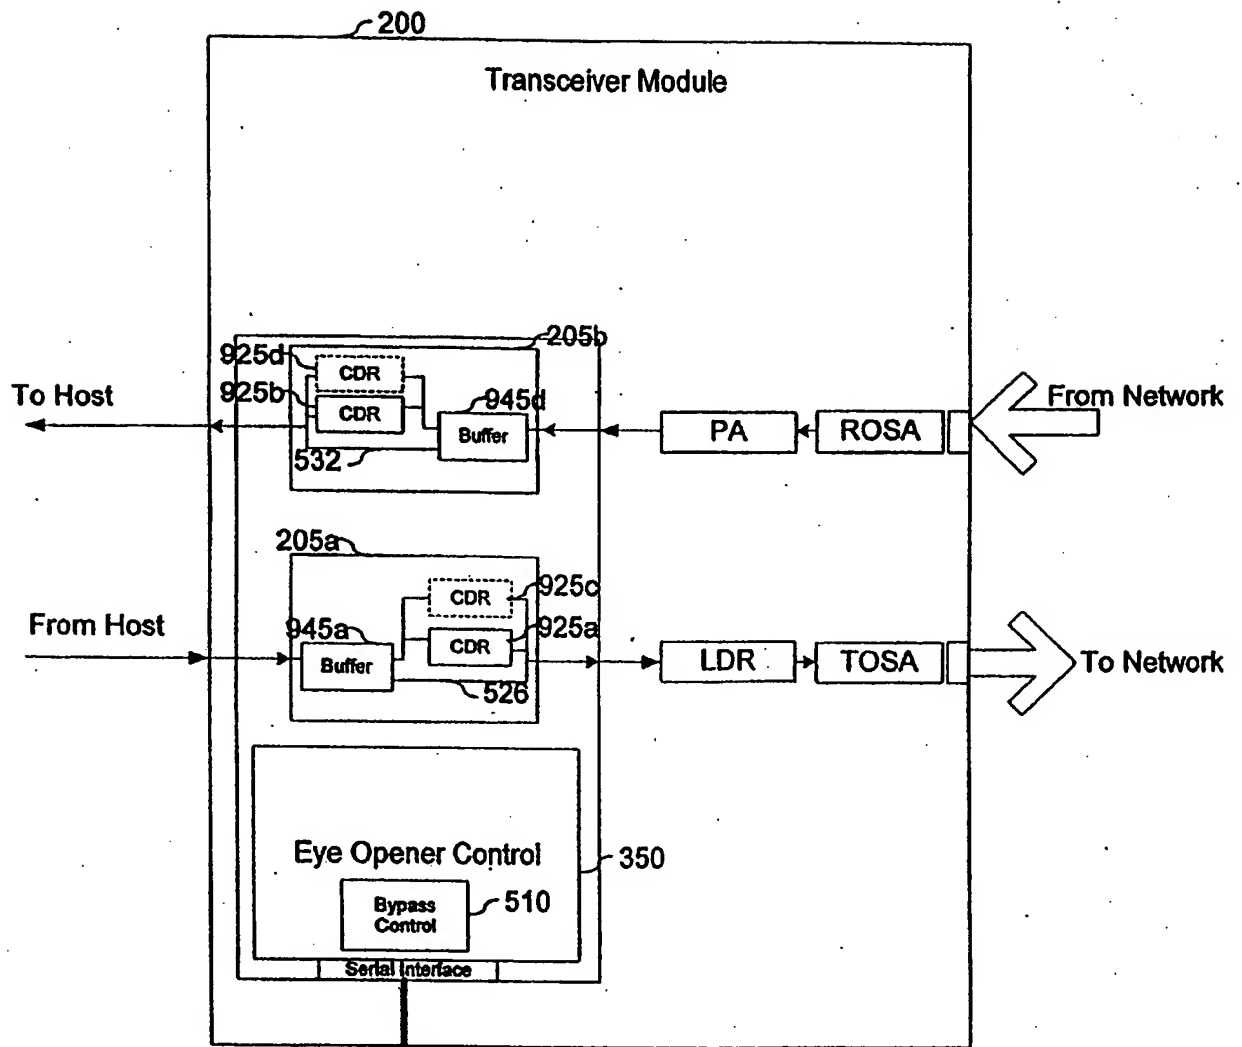 200
Transceiver Module
205b
925d
CDR
To Host
925b
CDR
945d
Buffer
PA
ROSA
From Network
532
205a
CDR
925c
From Host
945a
Buffer
CDR
925a
LDR
TOSA
To Network
526
Eye Opener Control
350
Bypass
Control
510
Serial Interface